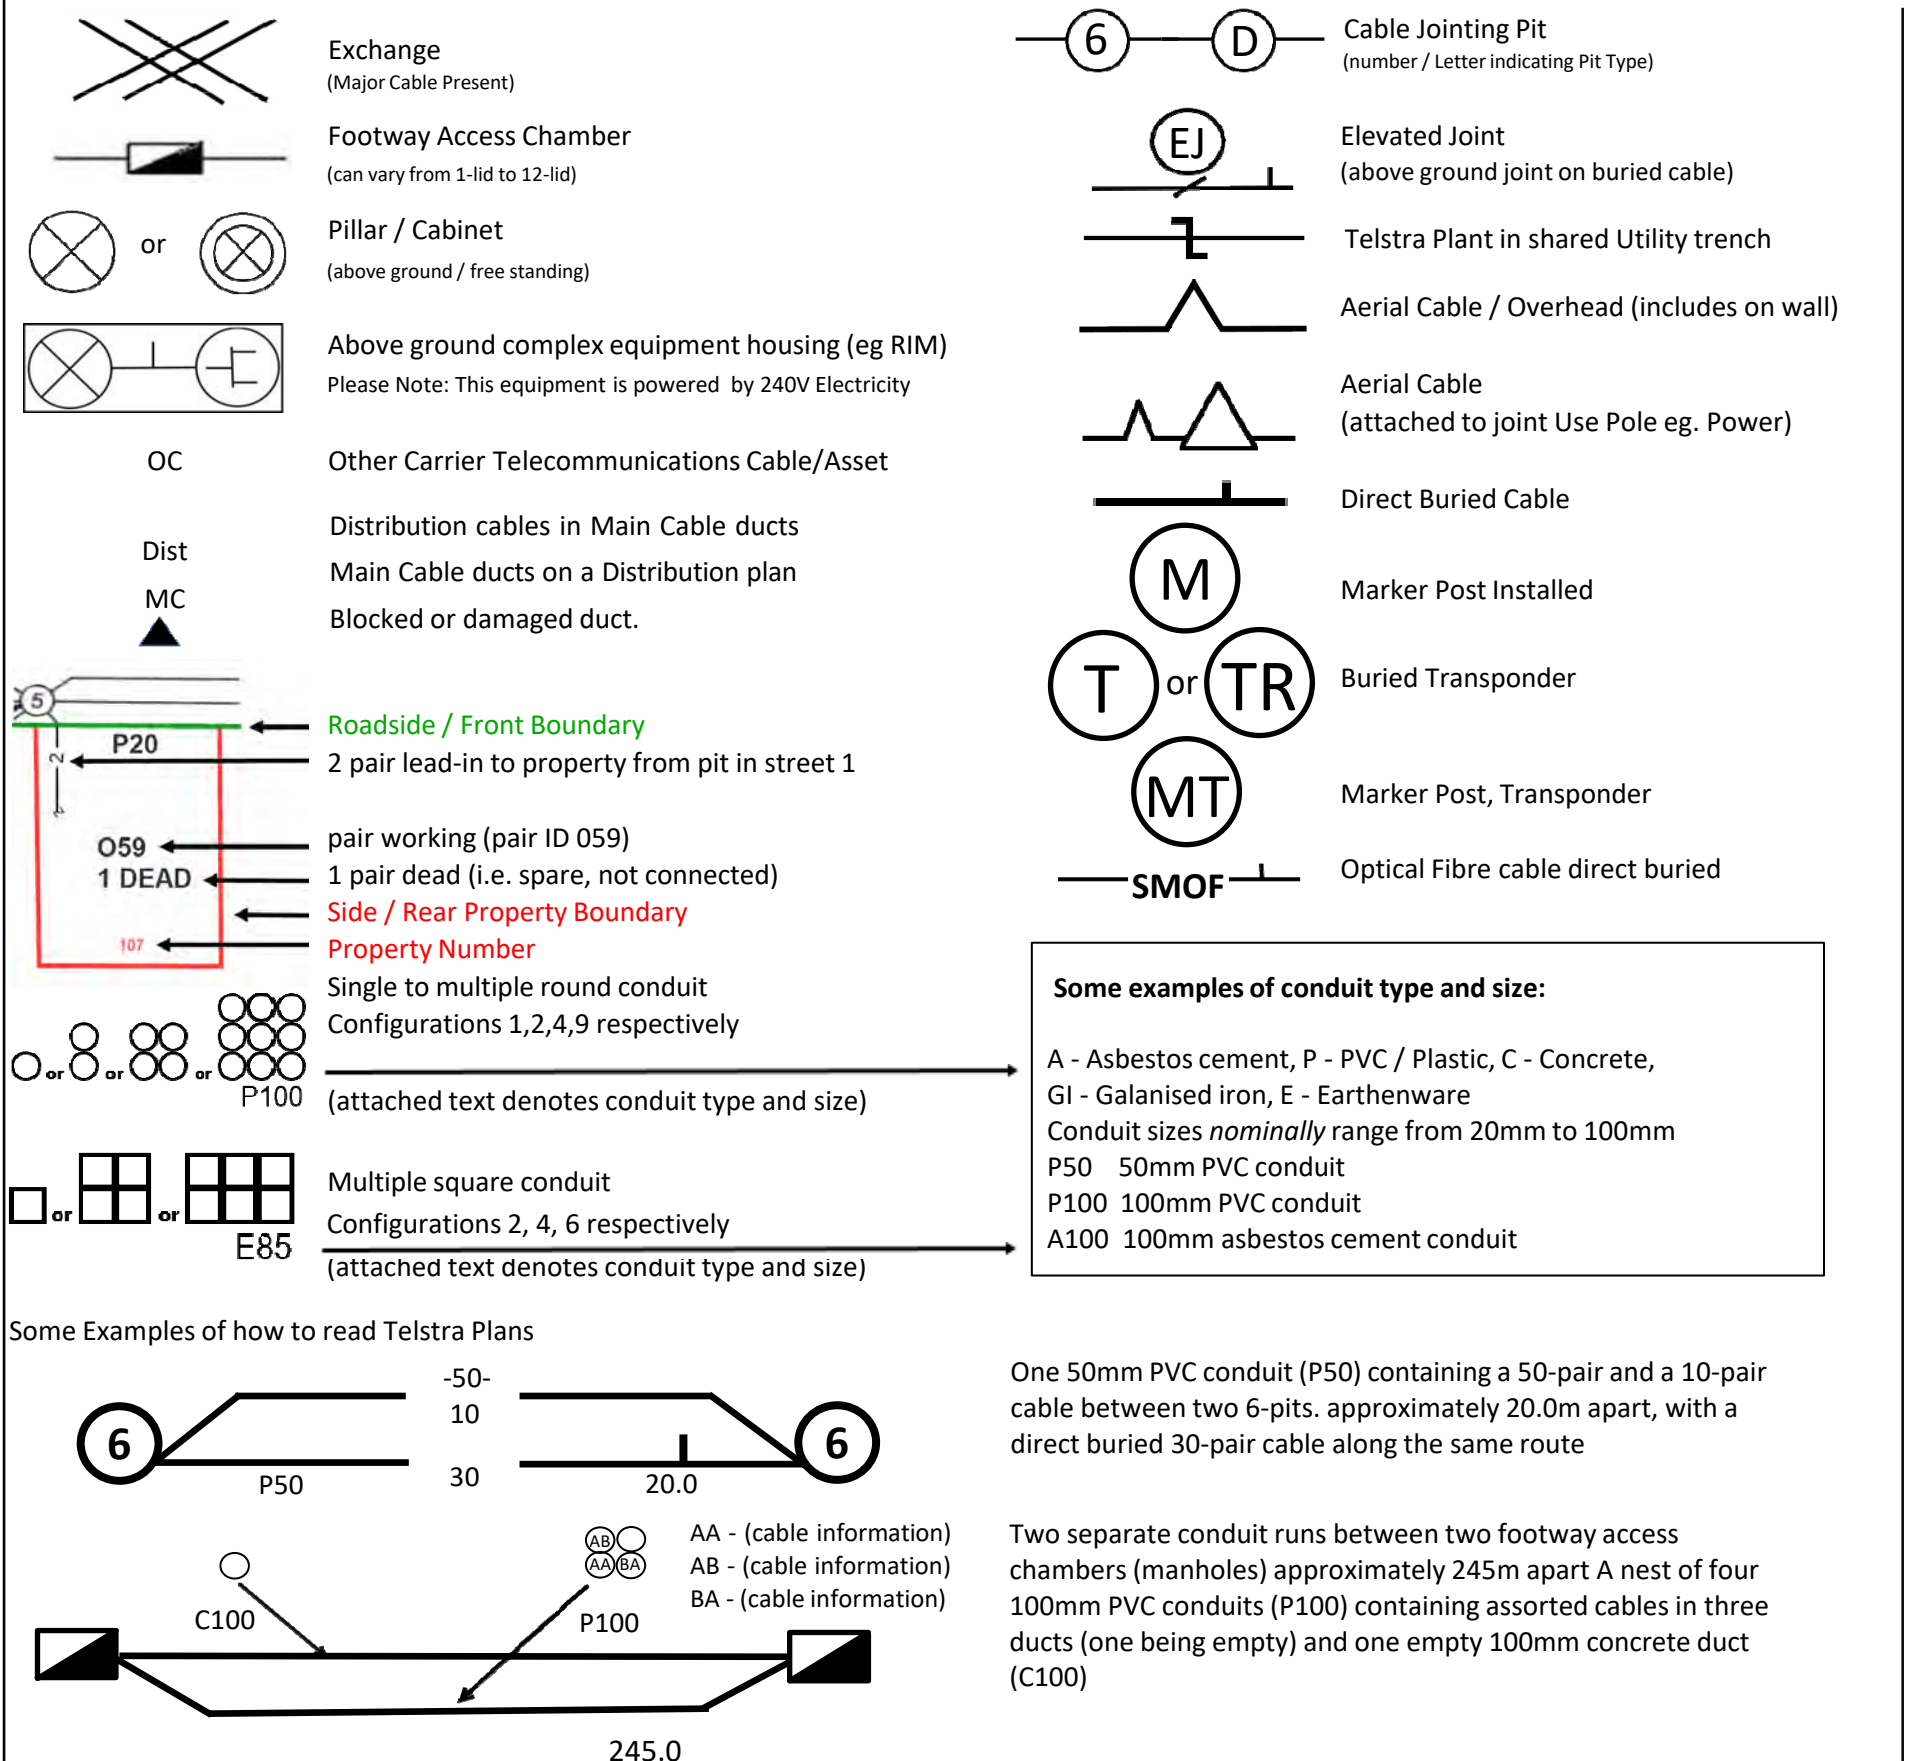 Exchange
(Major Cable Present)
Footway Access Chamber
(can vary from 1-lid to 12-lid)
or
Pillar / Cabinet
(above ground / free standing)
Above ground complex equipment housing (eg RIM)
Please Note: This equipment is powered by 240V Electricity
OC
Other Carrier Telecommunications Cable/Asset
Distribution cables in Main Cable ducts
Dist
Main Cable ducts on a Distribution plan
MC
Blocked or damaged duct.
5
Roadside / Front Boundary
P20
2
2 pair lead-in to property from pit in street 1
O59
pair working (pair ID 059)
1 DEAD
1 pair dead (i.e. spare, not connected)
Side / Rear Property Boundary
107
Property Number
Single to multiple round conduit
Configurations 1,2,4,9 respectively
or or or
P100
(attached text denotes conduit type and size)
Multiple square conduit
or or
Configurations 2, 4, 6 respectively
E85
(attached text denotes conduit type and size)
6 D
Cable Jointing Pit
(number / Letter indicating Pit Type)
EJ
Elevated Joint
(above ground joint on buried cable)
Telstra Plant in shared Utility trench
Aerial Cable / Overhead (includes on wall)
Aerial Cable
(attached to joint Use Pole eg. Power)
Direct Buried Cable
M
Marker Post Installed
T or TR
Buried Transponder
MT
Marker Post, Transponder
SMOF
Optical Fibre cable direct buried
Some examples of conduit type and size:
A - Asbestos cement, P - PVC / Plastic, C - Concrete,
GI - Galanised iron, E - Earthenware
Conduit sizes nominally range from 20mm to 100mm
P50 50mm PVC conduit
P100 100mm PVC conduit
A100 100mm asbestos cement conduit
Some Examples of how to read Telstra Plans
-50-
10
6 6
30
P50
20.0
One 50mm PVC conduit (P50) containing a 50-pair and a 10-pair
cable between two 6-pits. approximately 20.0m apart, with a
direct buried 30-pair cable along the same route
AB
AA BA
AA - (cable information)
AB - (cable information)
BA - (cable information)
C100
P100
245.0
Two separate conduit runs between two footway access
chambers (manholes) approximately 245m apart A nest of four
100mm PVC conduits (P100) containing assorted cables in three
ducts (one being empty) and one empty 100mm concrete duct
(C100)